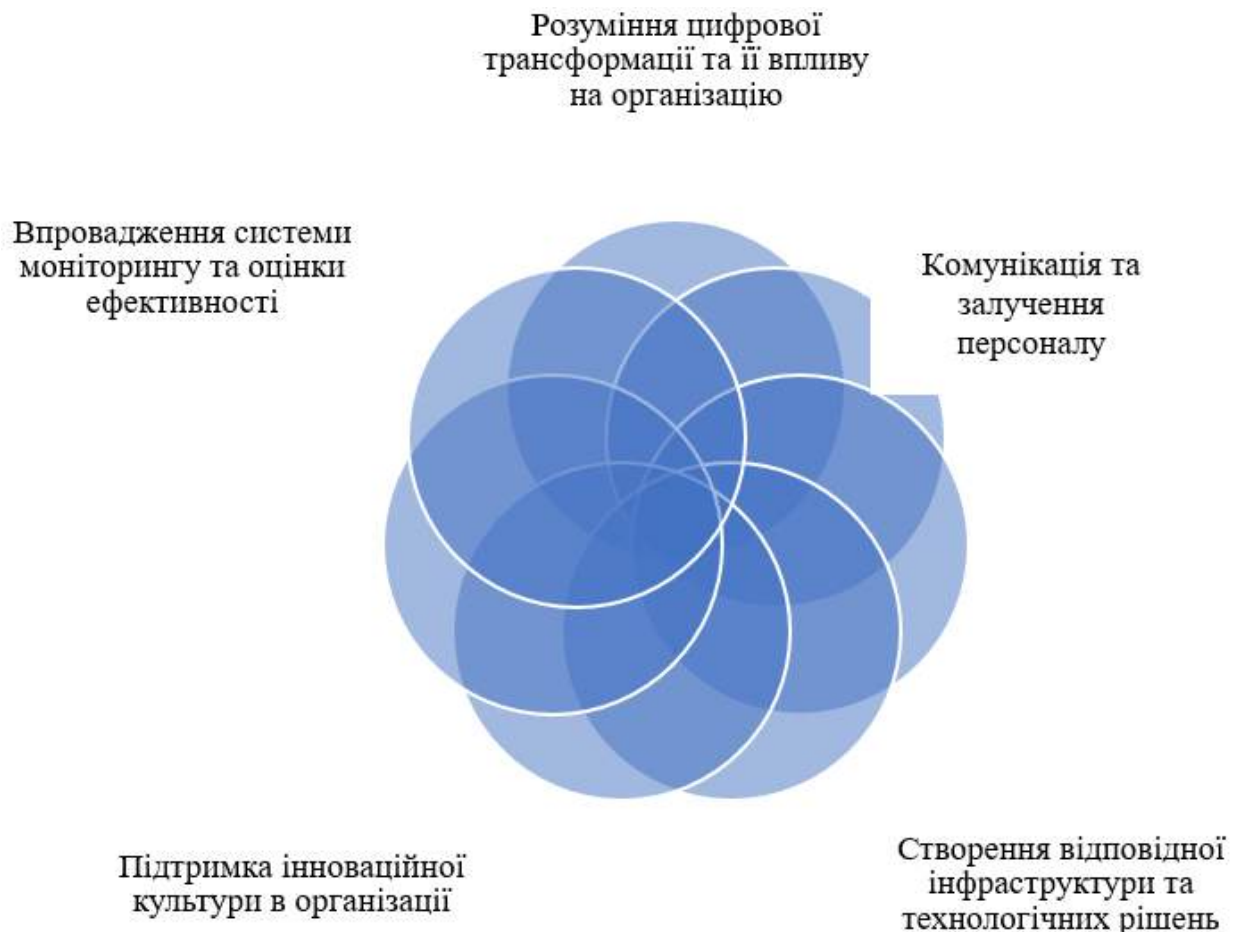 Розуміння цифрової
трансформації та її впливу
на організацію
Впровадження системи
моніторингу та оцінки
ефективності
Комунікація та
залучення
персоналу
Підтримка інноваційної
культури в організації
Створення відповідної
інфраструктури та
технологічних рішень